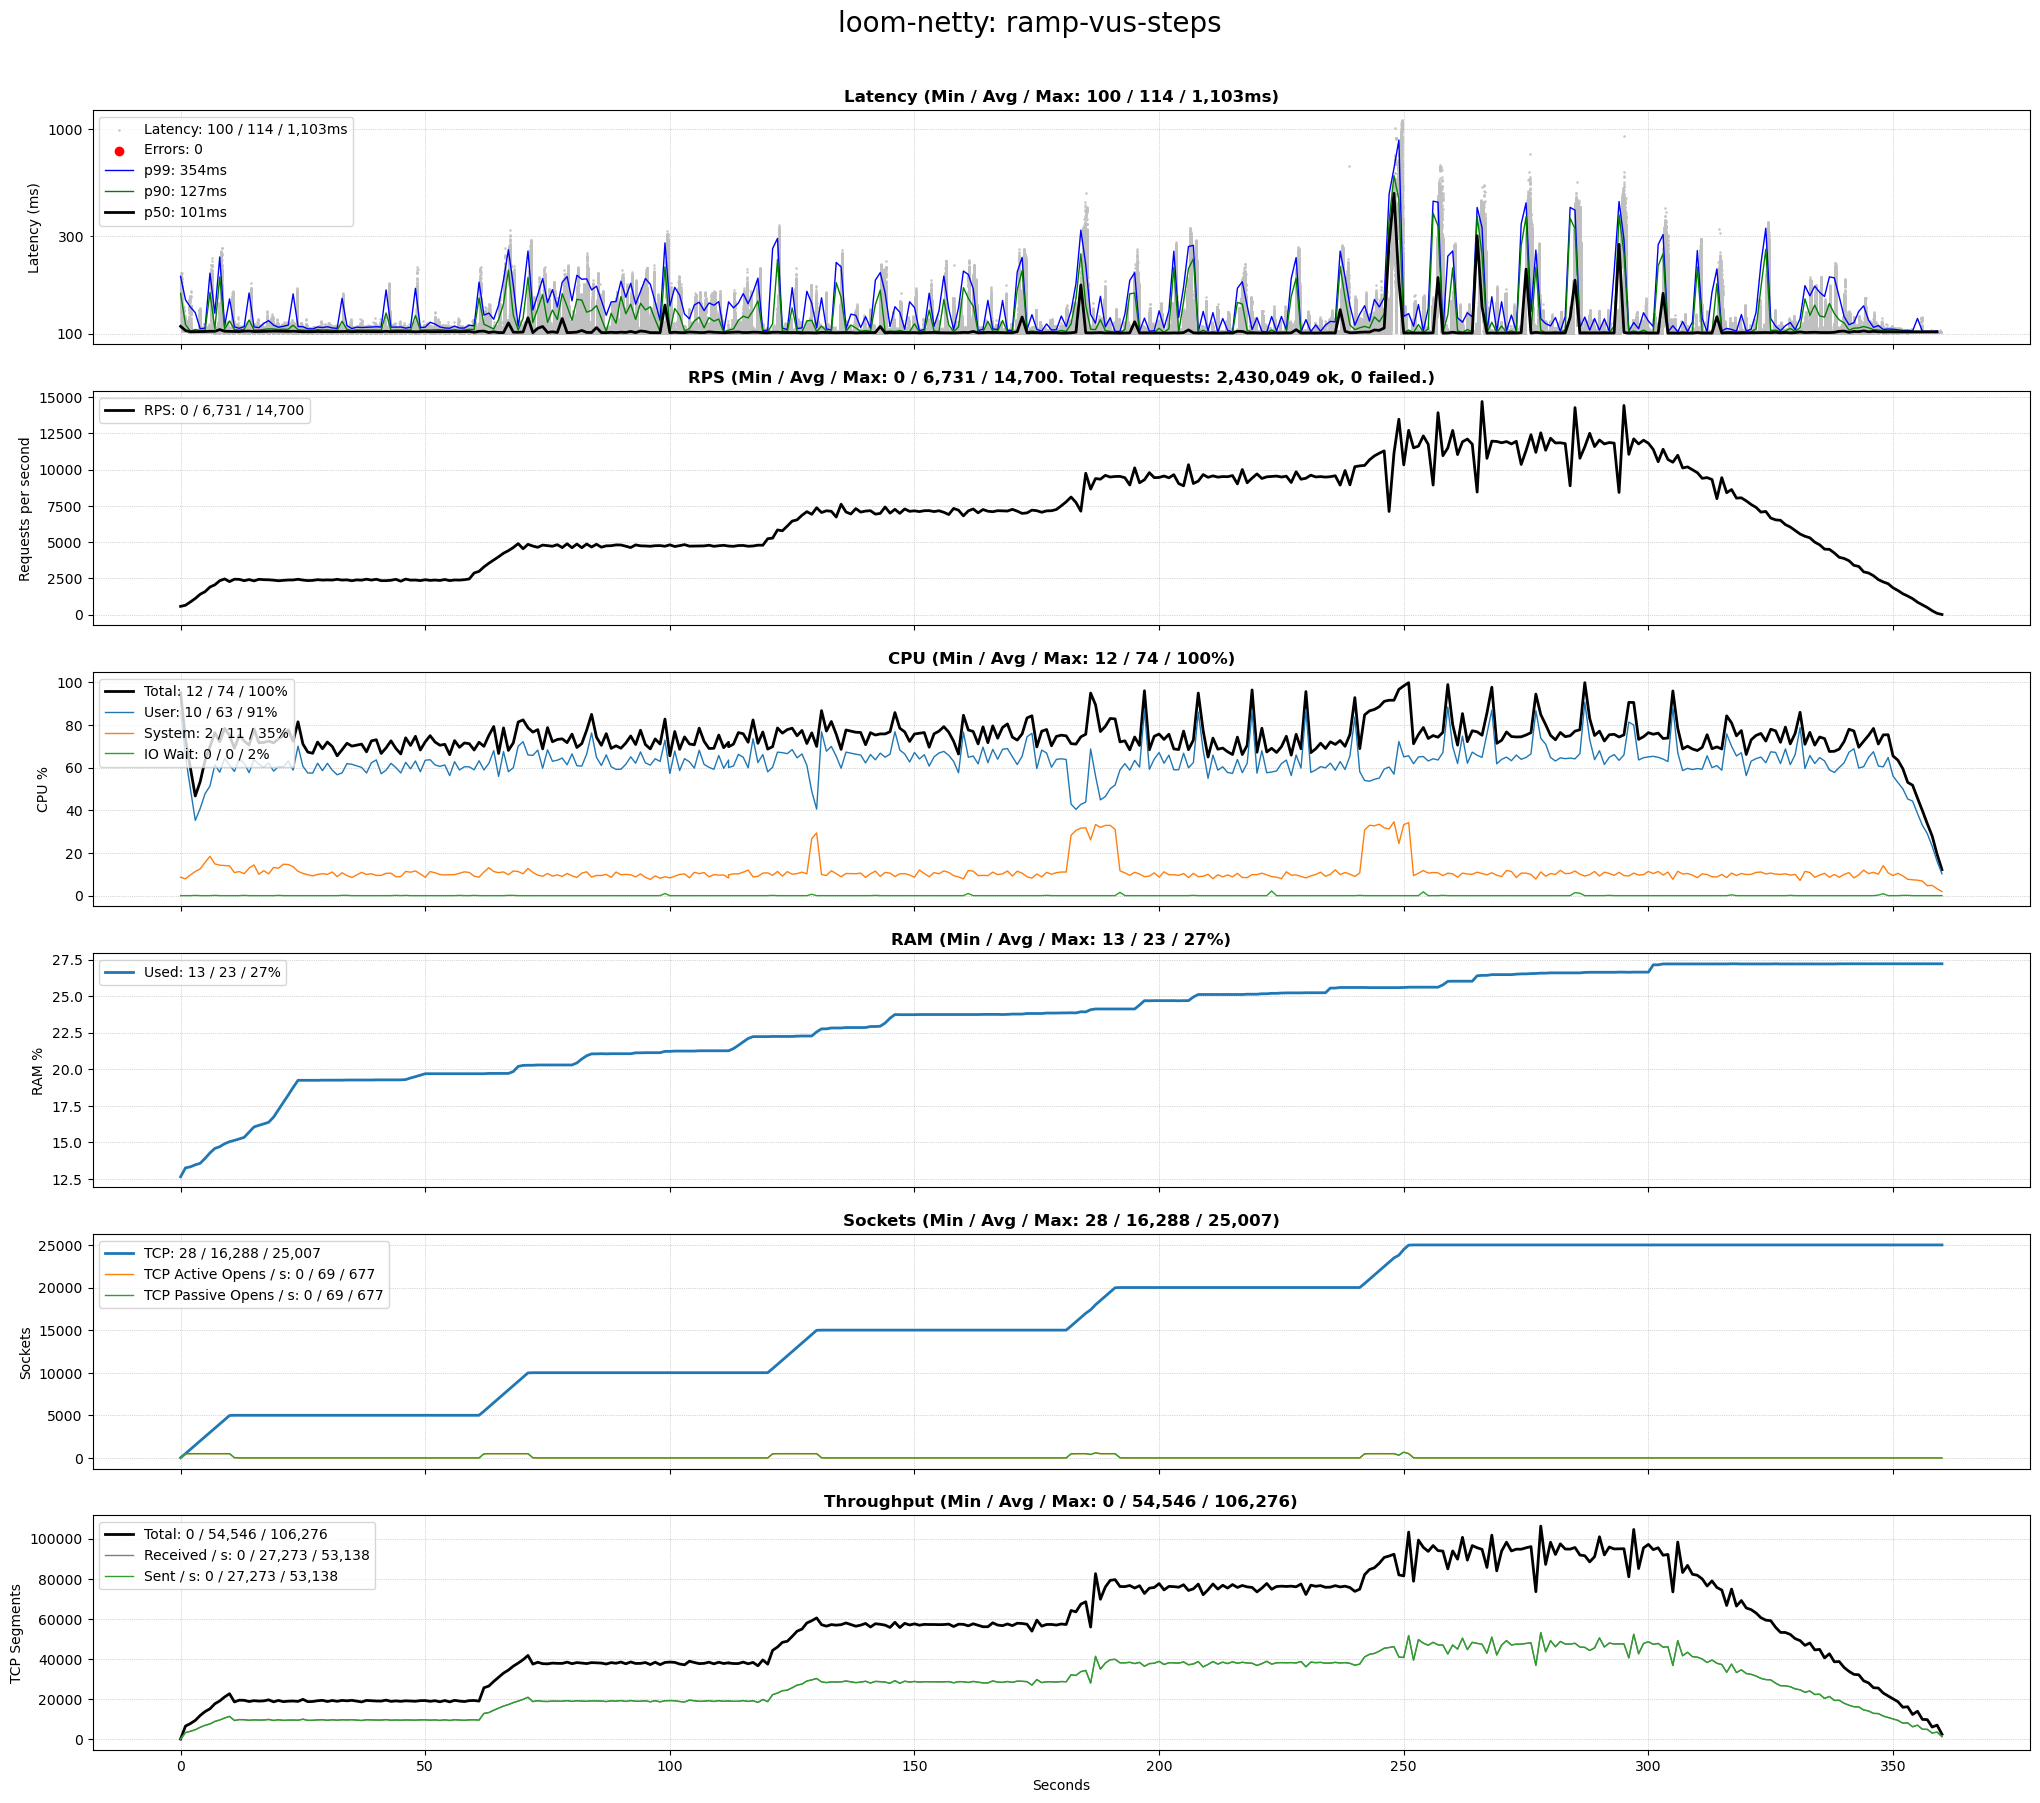 loom-netty: ramp-vus-steps
Latency (Min / Avg / Max: 100 / 114 / 1,103ms)
Latency (ms)
1000
300
100
Latency: 100 / 114 / 1,103ms
Errors: 0
p99: 354ms
p90: 127ms
p50: 101ms
RPS (Min / Avg / Max: 0 / 6,731 / 14,700. Total requests: 2,430,049 ok, 0 failed.)
Requests per second
15000
12500
10000
7500
5000
2500
0
RPS: 0 / 6,731 / 14,700
CPU (Min / Avg / Max: 12 / 74 / 100%)
CPU %
100
80
60
40
20
0
Total: 12 / 74 / 100%
User: 10 / 63 / 91%
System: 2 / 11 / 35%
IO Wait: 0 / 0 / 2%
RAM (Min / Avg / Max: 13 / 23 / 27%)
RAM %
27.5
25.0
22.5
20.0
17.5
15.0
12.5
Used: 13 / 23 / 27%
Sockets (Min / Avg / Max: 28 / 16,288 / 25,007)
Sockets
25000
20000
15000
10000
5000
0
TCP: 28 / 16,288 / 25,007
TCP Active Opens / s: 0 / 69 / 677
TCP Passive Opens / s: 0 / 69 / 677
Throughput (Min / Avg / Max: 0 / 54,546 / 106,276)
TCP Segments
100000
80000
60000
40000
20000
0
Total: 0 / 54,546 / 106,276
Received / s: 0 / 27,273 / 53,138
Sent / s: 0 / 27,273 / 53,138
0 50 100 150 200 250 300 350
Seconds